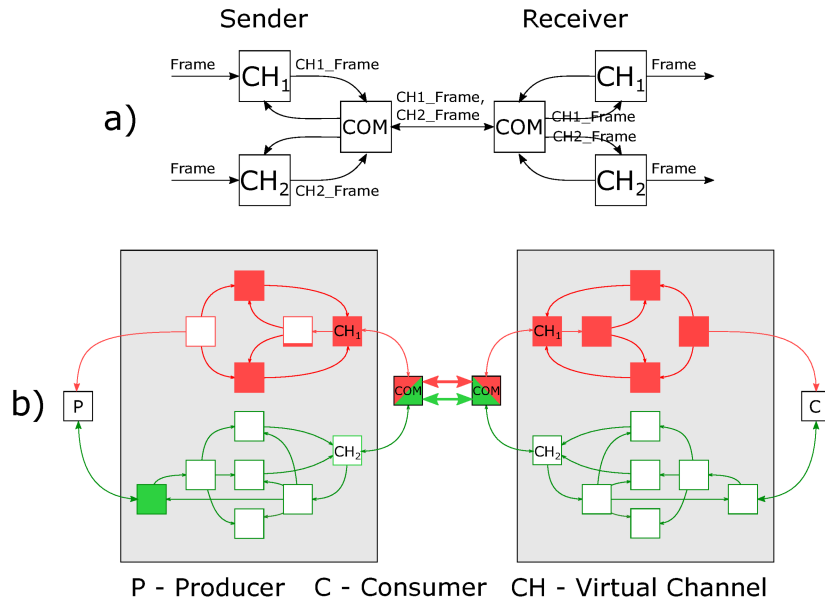 Sender Receiver
a)
Frame CH1 CH1_Frame
COM
CH1_Frame,
CH2_Frame
COM
CH1 Frame
CH1_Frame
CH2_Frame
Frame CH2 CH2_Frame
CH2 Frame
b)
P
CH1
CH2
COM
COM
CH1
CH2
C
P - Producer C - Consumer CH - Virtual Channel